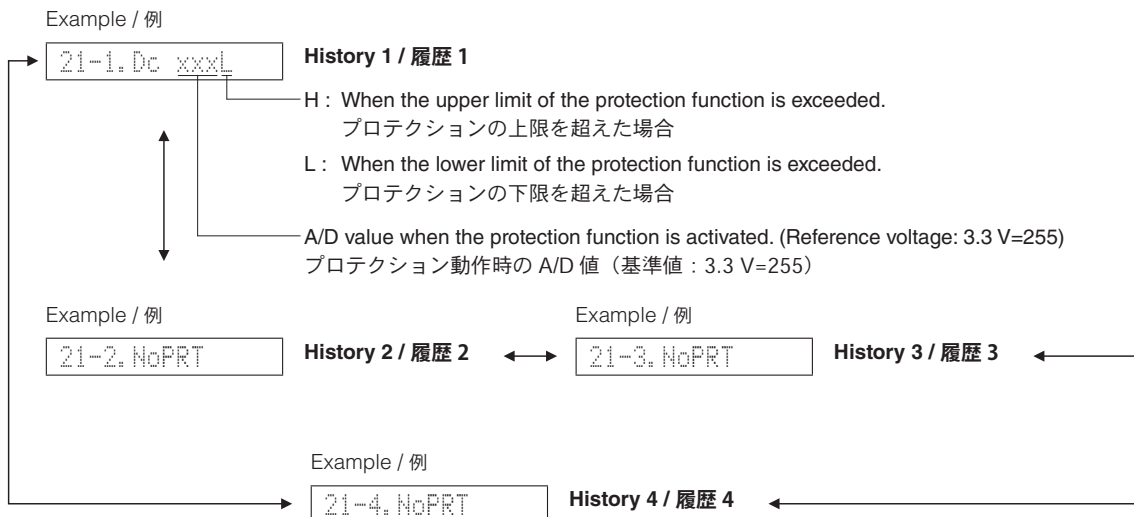 Example / 例
21-1.Dc xxxL
History 1 / 履歴 1
H : When the upper limit of the protection function is exceeded.
プロテクションの上限を超えた場合
L : When the lower limit of the protection function is exceeded.
プロテクションの下限を超えた場合
A/D value when the protection function is activated. (Reference voltage: 3.3 V=255)
プロテクション動作時の A/D 値（基準値：3.3 V=255）
Example / 例
21-2.NoPRT
History 2 / 履歴 2
Example / 例
21-3.NoPRT
History 3 / 履歴 3
Example / 例
21-4.NoPRT
History 4 / 履歴 4